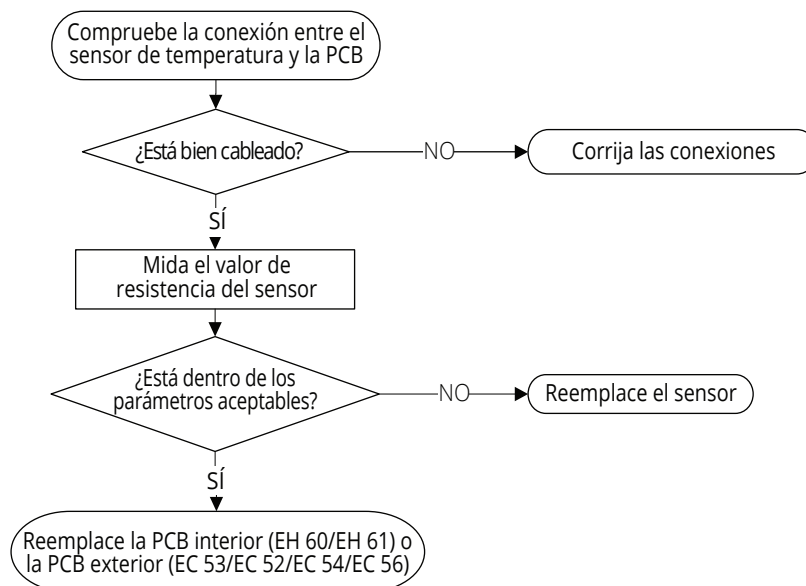 Compruebe la conexión entre el
sensor de temperatura y la PCB
¿Está bien cableado?
NO
Corrija las conexiones
SÍ
Mida el valor de
resistencia del sensor
¿Está dentro de los
parámetros aceptables?
NO
Reemplace el sensor
SÍ
Reemplace la PCB interior (EH 60/EH 61) o
la PCB exterior (EC 53/EC 52/EC 54/EC 56)